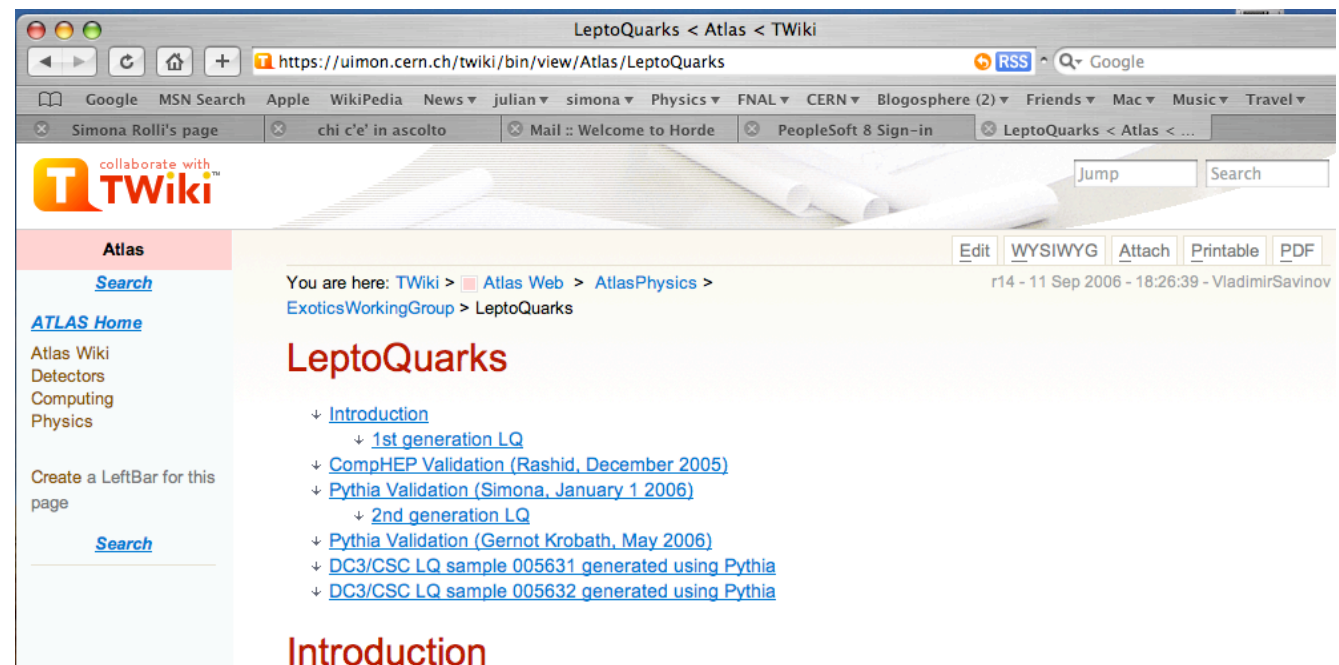 LeptoQuarks < Atlas < TWiki
https://uimon.cern.ch/twiki/bin/view/Atlas/LeptoQuarks RSS Google
Google MSN Search Apple WikiPedia News julian simona Physics FNAL CERN Blogosphere (2) Friends Mac Music Travel
Simona Rolli's page chi c'e' in ascolto Mail :: Welcome to Horde PeopleSoft 8 Sign-in LeptoQuarks < Atlas < ...
collaborate with
T TWiki™
Jump Search
Atlas
Edit WYSIWYG Attach Printable PDF
Search
ATLAS Home
Atlas Wiki
Detectors
Computing
Physics
Create a LeftBar for this
page
Search
You are here: TWiki > Atlas Web > AtlasPhysics >
ExoticsWorkingGroup > LeptoQuarks
r14 - 11 Sep 2006 - 18:26:39 - VladimirSavinov
LeptoQuarks
↓ Introduction
↓ 1st generation LQ
↓ CompHEP Validation (Rashid, December 2005)
↓ Pythia Validation (Simona, January 1 2006)
↓ 2nd generation LQ
↓ Pythia Validation (Gernot Krobath, May 2006)
↓ DC3/CSC LQ sample 005631 generated using Pythia
↓ DC3/CSC LQ sample 005632 generated using Pythia
Introduction